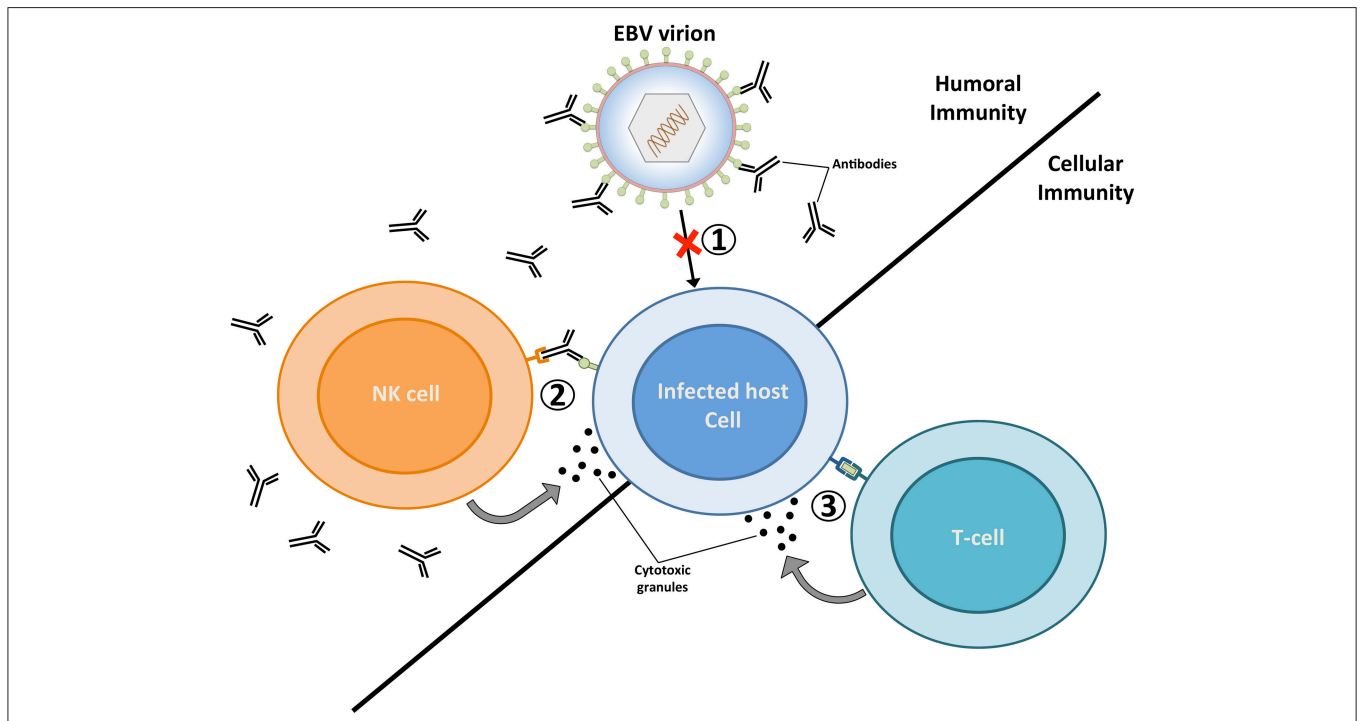 EBV virion
Humoral
Immunity
Cellular
Immunity
Antibodies
①
NK cell
②
Infected host
Cell
③
T-cell
Cytotoxic
granules